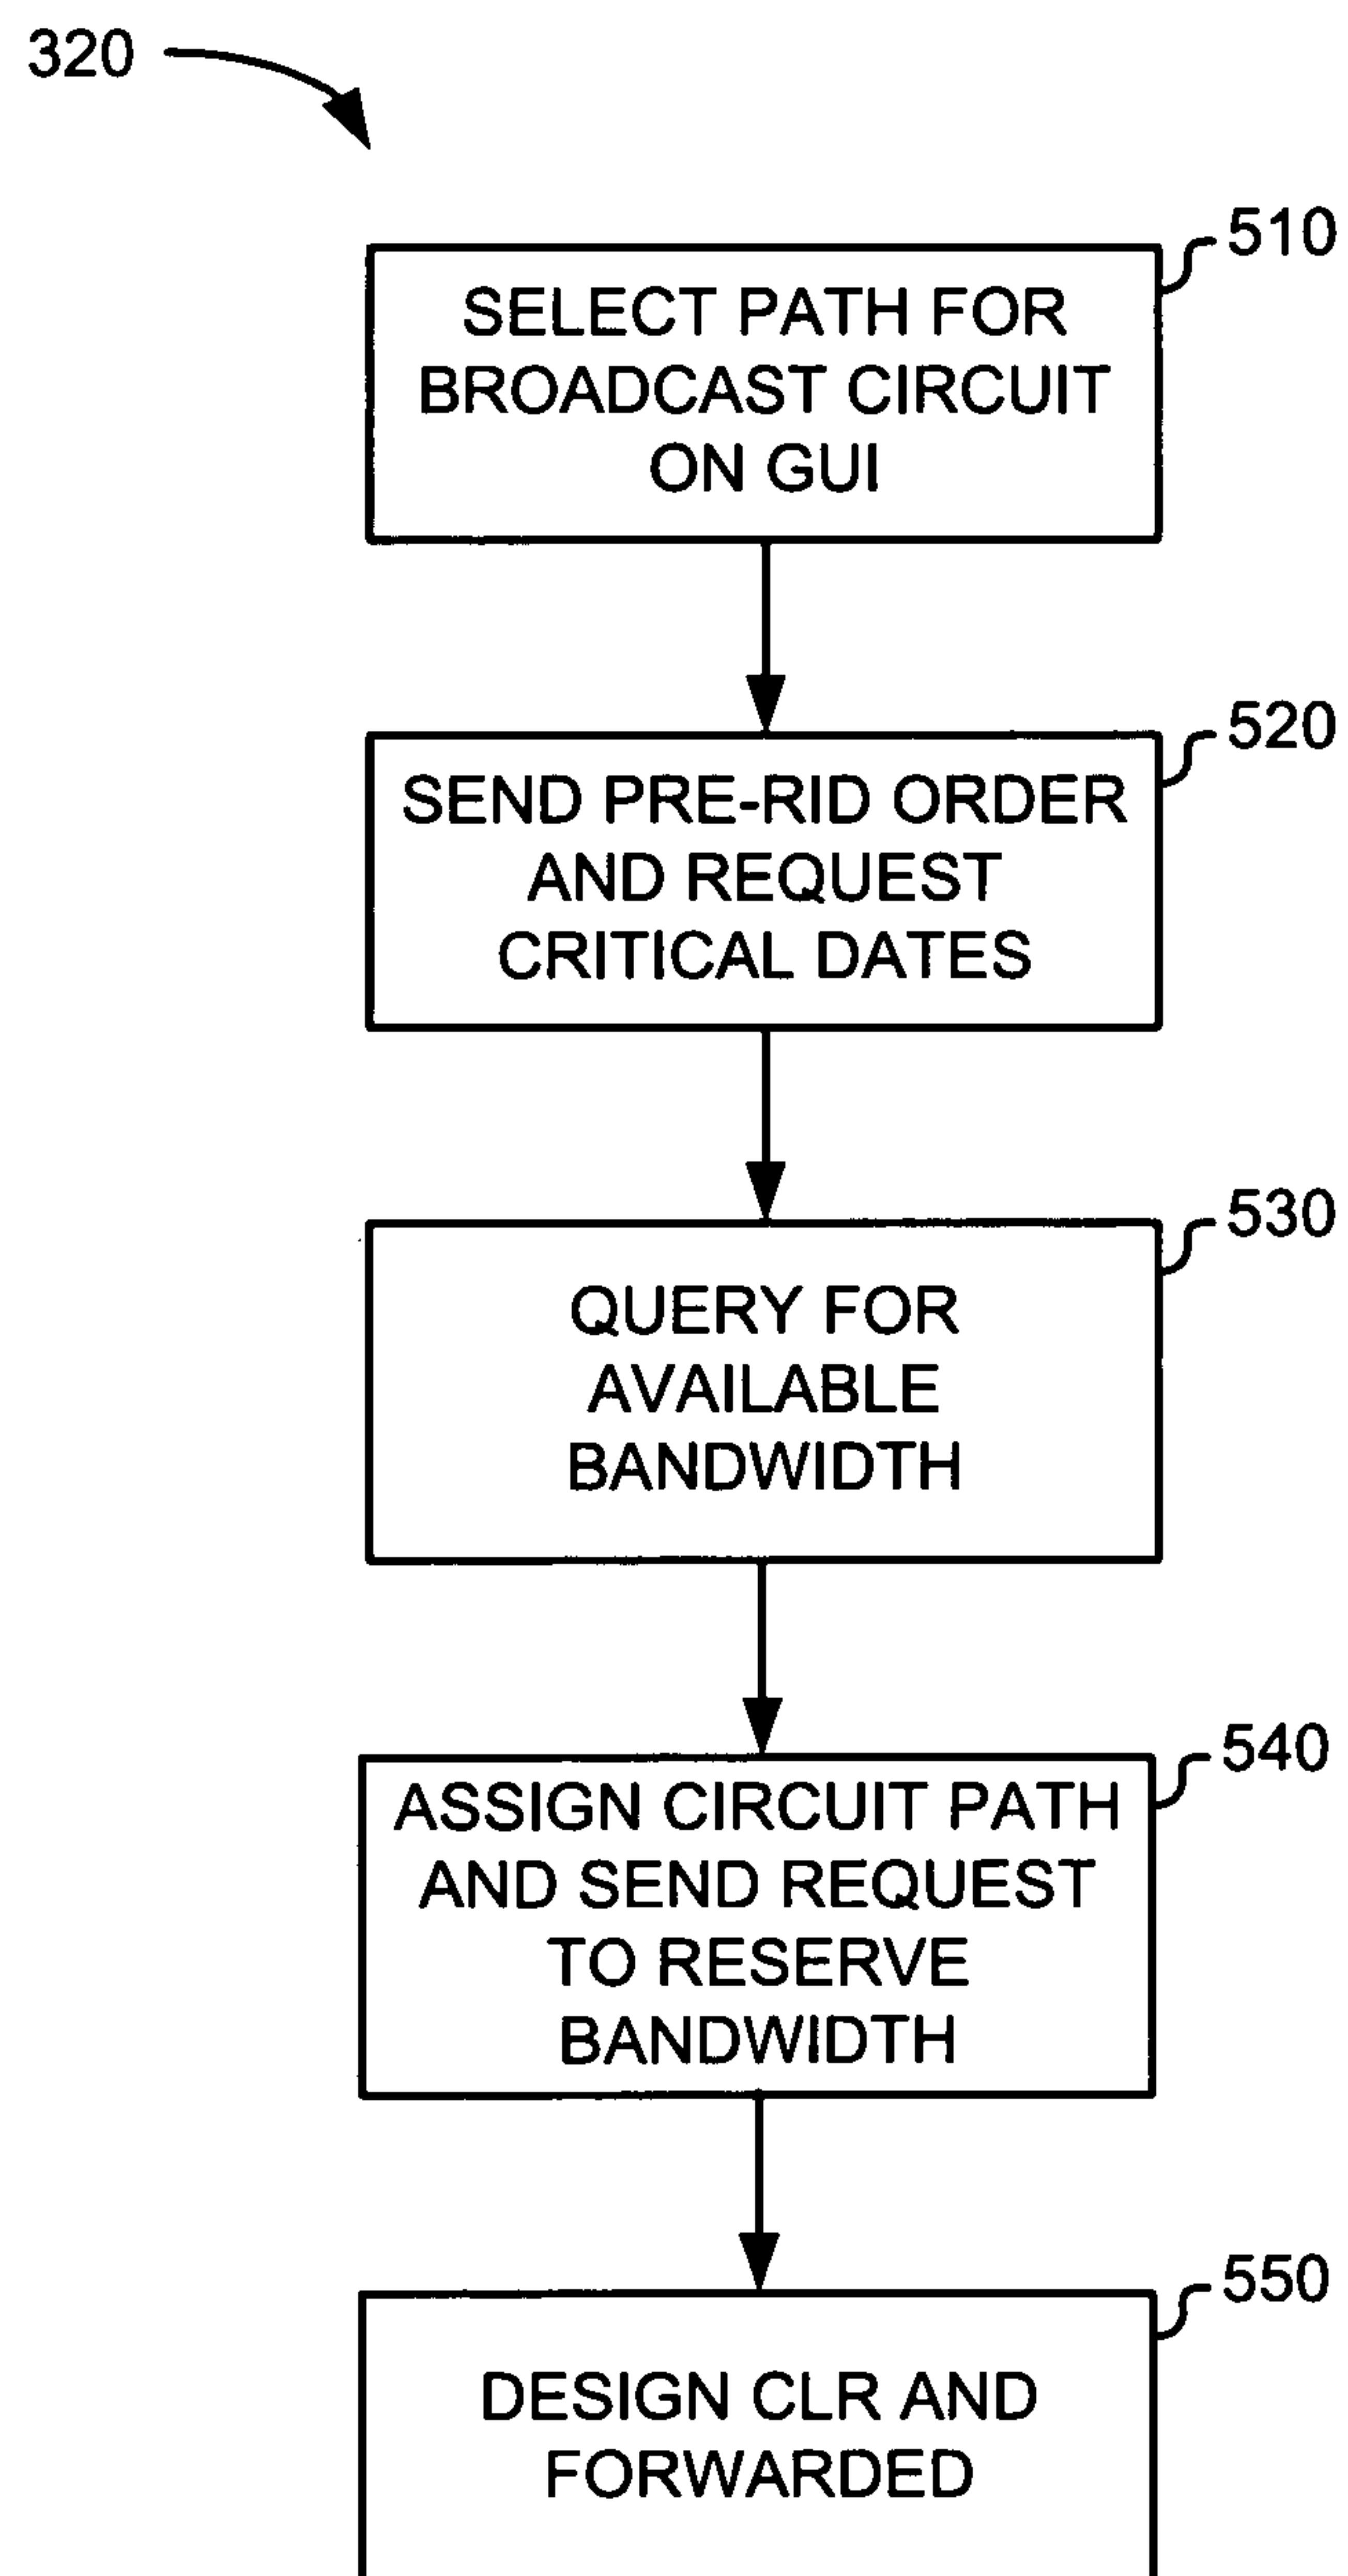 320
510
SELECT PATH FOR
BROADCAST CIRCUIT
ON GUI
520
SEND PRE-RID ORDER
AND REQUEST
CRITICAL DATES
530
QUERY FOR
AVAILABLE
BANDWIDTH
540
ASSIGN CIRCUIT PATH
AND SEND REQUEST
TO RESERVE
BANDWIDTH
550
DESIGN CLR AND
FORWARDED